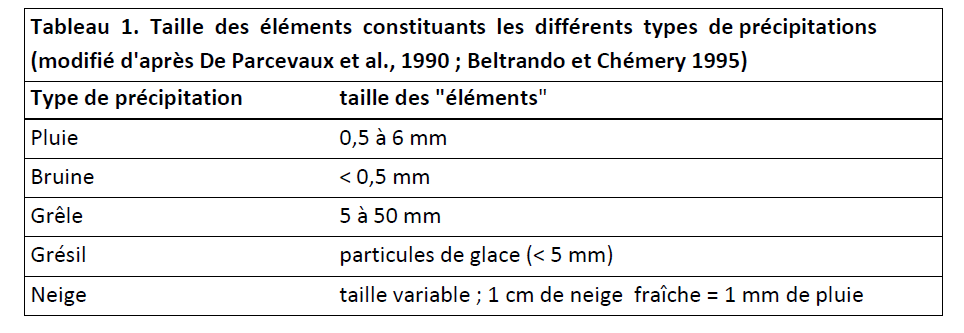 Tableau 1. Taille des éléments constituants les différents types de précipitations
(modifié d'après De Parcevaux et al., 1990 ; Beltrando et Chémery 1995)
Type de précipitation taille des "éléments"
Pluie 0,5 à 6 mm
Bruine < 0,5 mm
Grêle 5 à 50 mm
Grésil particules de glace (< 5 mm)
Neige taille variable ; 1 cm de neige fraîche = 1 mm de pluie